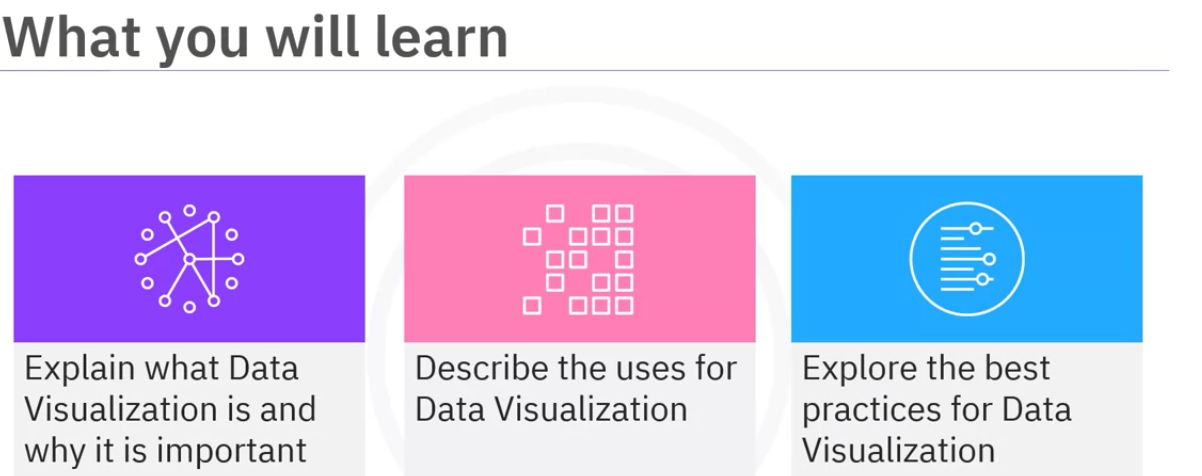 What you will learn
Explain what Data
Visualization is and
why it is important
Describe the uses for
Data Visualization
Explore the best
practices for Data
Visualization